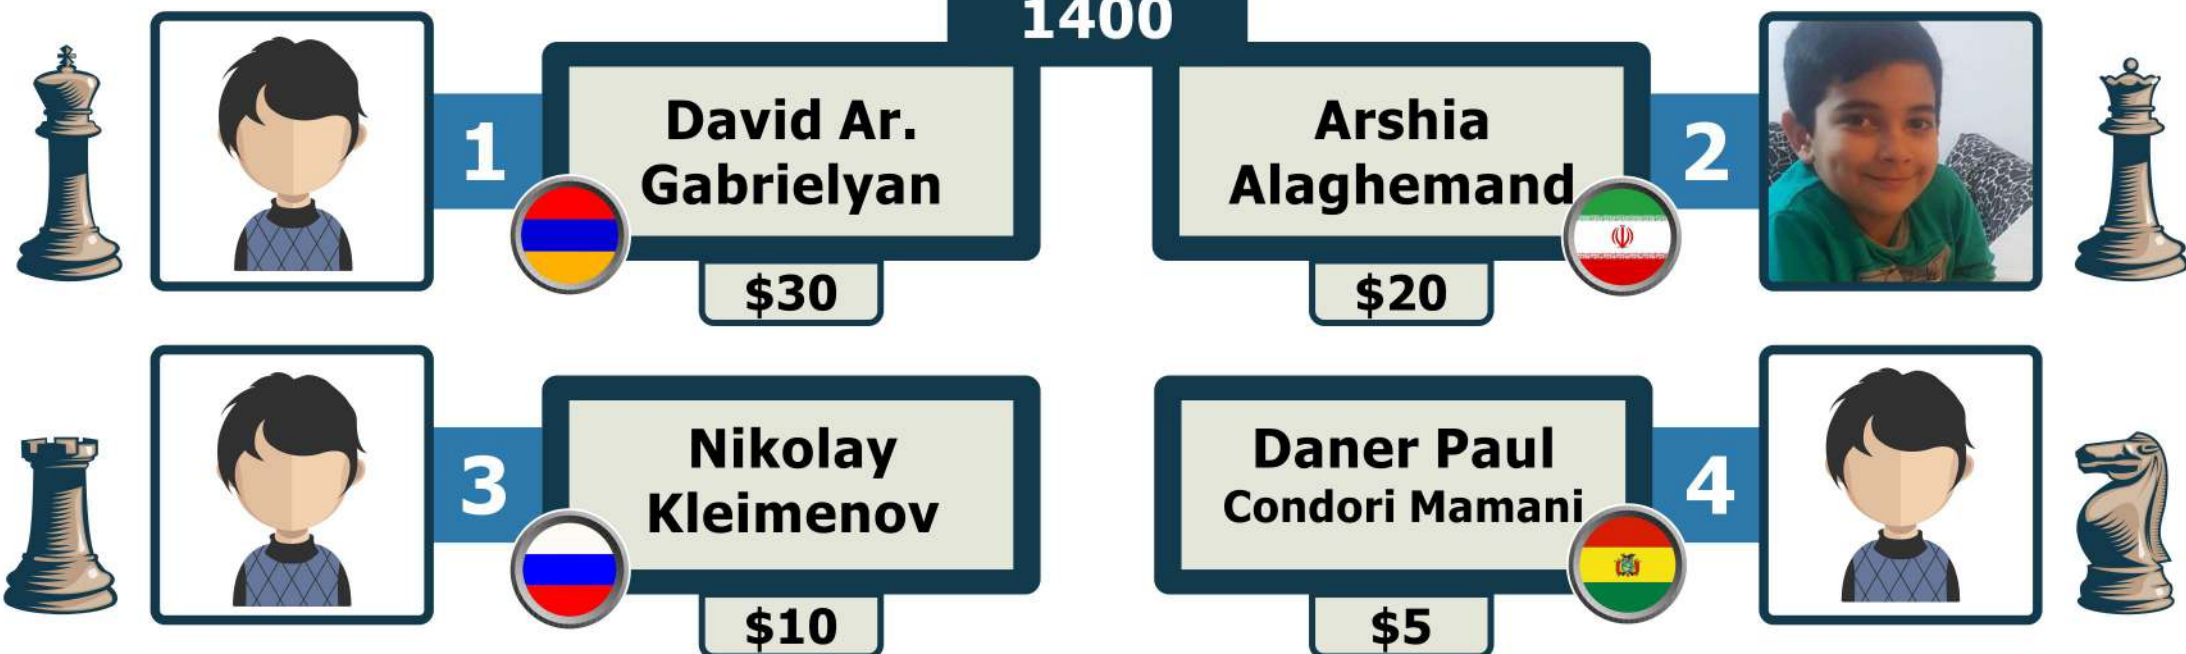 1400
1
David Ar.
Gabrielyan
$30
Arshia
Alaghemand
2
$20
3
Nikolay
Kleimenov
$10
Daner Paul
Condori Mamani
4
$5